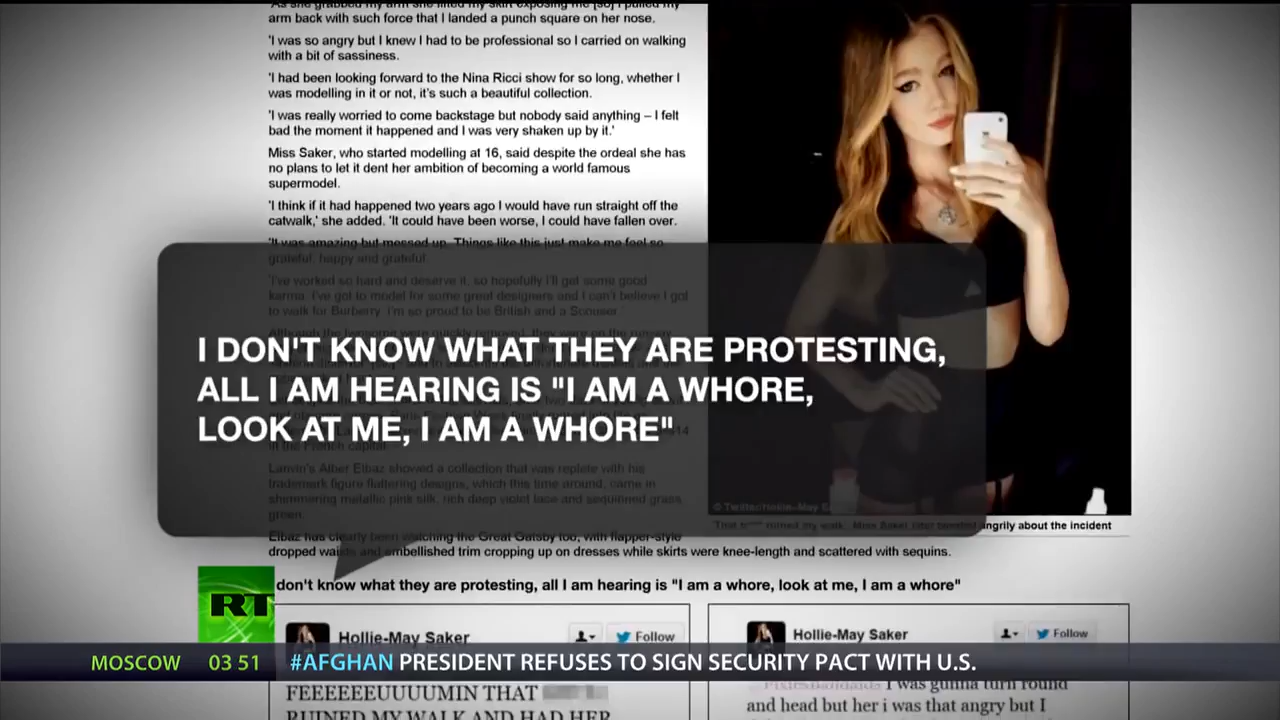 As she grabbed my arm she lifted my skirt exposing me [so] I pulled my
arm back with such force that I landed a punch square on her nose.
'I was so angry but I knew I had to be professional so I carried on walking
with a bit of sassiness.
'I had been looking forward to the Nina Ricci show for so long, whether I
was modelling in it or not, it's such a beautiful collection.
'I was really worried to come backstage but nobody said anything – I felt
bad the moment it happened and I was very shaken up by it.'
Miss Saker, who started modelling at 16, said despite the ordeal she has
no plans to let it dent her ambition of becoming a world famous
supermodel.
'I think if it had happened two years ago I would have run straight off the
catwalk,' she added. 'It could have been worse, I could have fallen over.
'It was amazing but messed up. Things like this just make me feel so
grateful, happy and grateful.
'I've worked so hard and deserve it, so hopefully I'll get some good
karma. I've got to model for some great designers and I can't believe I got
to walk for Burberry. I'm so proud to be British and a Scouser.'
I DON'T KNOW WHAT THEY ARE PROTESTING,
ALL I AM HEARING IS "I AM A WHORE,
LOOK AT ME, I AM A WHORE"
in the French capital.
Lanvin's Alber Elbaz showed a collection that was replete with his
trademark figure flattering designs, which this time around, came in
shimmering metallic pink silk, rich deep violet lace and sequinned grass
green.
Elbaz has clearly been watching the Great Gatsby too, with flapper-style
dropped waists and embellished trim cropping up on dresses while skirts were knee-length and scattered with sequins.
© Twitter/Hollie-May S
ruined my walk: Miss Saker later tweeted angrily about the incident
don't know what they are protesting, all I am hearing is "I am a whore, look at me, I am a whore"
RT
Hollie-May Saker
Follow
Hollie-May Saker
Follow
MOSCOW 03 51 #AFGHAN PRESIDENT REFUSES TO SIGN SECURITY PACT WITH U.S.
FEEEEEEUUUUMIN THAT
RUINED MY WALK AND HAD HER
I was gunna turn round
and head but her i was that angry but I